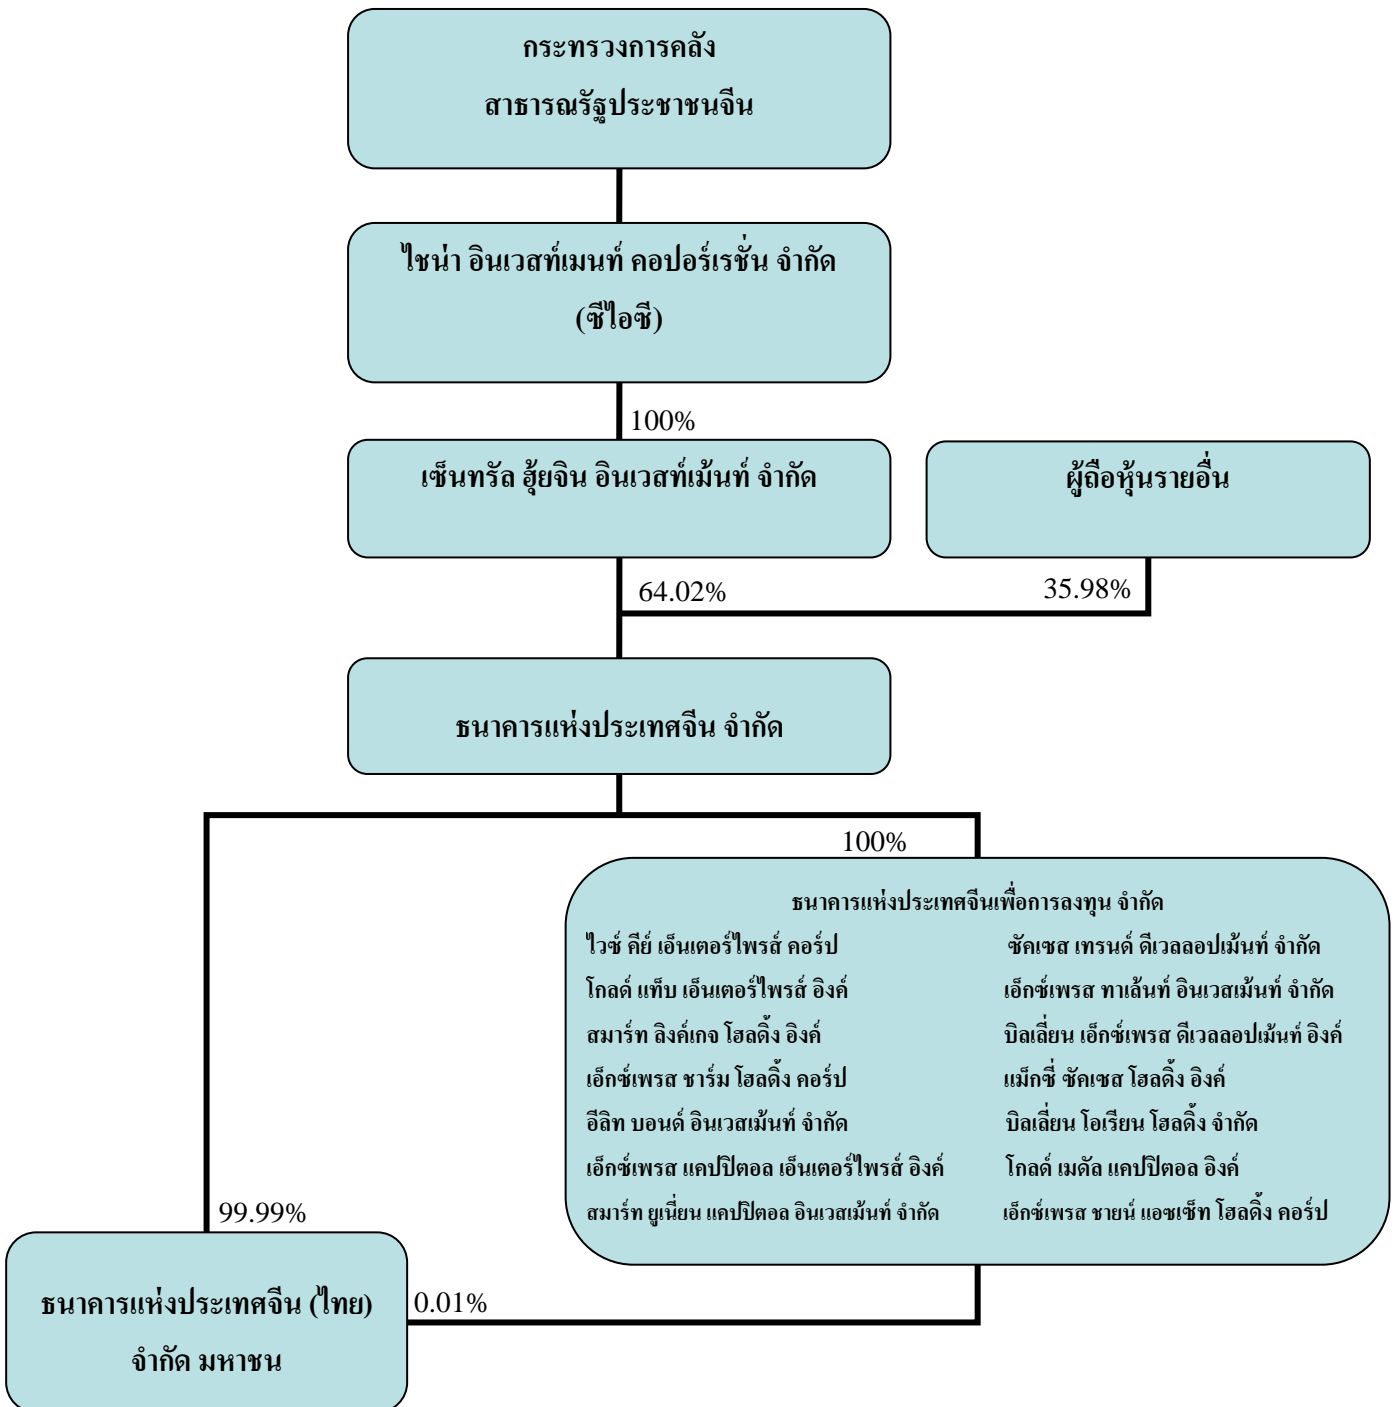 กระทรวงการคลัง
สาธารณรัฐประชาชนจีน
ไชน่า อินเวสท์เมนท์ คอปอร์เรชั่น จำกัด
(ซีไอซี)
100%
เซ็นทรัล ฮุ้ยจิน อินเวสท์เม้นท์ จำกัด
ผู้ถือหุ้นรายอื่น
64.02%
35.98%
ธนาคารแห่งประเทศจีน จำกัด
100%
ธนาคารแห่งประเทศจีนเพื่อการลงทุน จำกัด
ไวซ์ คีย์ เอ็นเตอร์ไพรส์ คอร์ป
ซัคเซส เทรนด์ ดีเวลลอปเม้นท์ จำกัด
โกลด์ แท็บ เอ็นเตอร์ไพรส์ อิงค์
เอ็กซ์เพรส ทาเล้นท์ อินเวสเม้นท์ จำกัด
สมาร์ท ลิงค์เกจ โฮลดิ้ง อิงค์
บิลเลี่ยน เอ็กซ์เพรส ดีเวลลอปเม้นท์ อิงค์
เอ็กซ์เพรส ชาร์ม โฮลดิ้ง คอร์ป
แม็กซี่ ซัคเซส โฮลดิ้ง อิงค์
อีลิท บอนด์ อินเวสเม้นท์ จำกัด
บิลเลี่ยน โอเรียน โฮลดิ้ง จำกัด
เอ็กซ์เพรส แคปปิตอล เอ็นเตอร์ไพรส์ อิงค์
โกลด์ เมดัล แคปปิตอล อิงค์
สมาร์ท ยูเนี่ยน แคปปิตอล อินเวสเม้นท์ จำกัด
เอ็กซ์เพรส ชายน์ แอซเซ็ท โฮลดิ้ง คอร์ป
99.99%
ธนาคารแห่งประเทศจีน (ไทย)
จำกัด มหาชน
0.01%